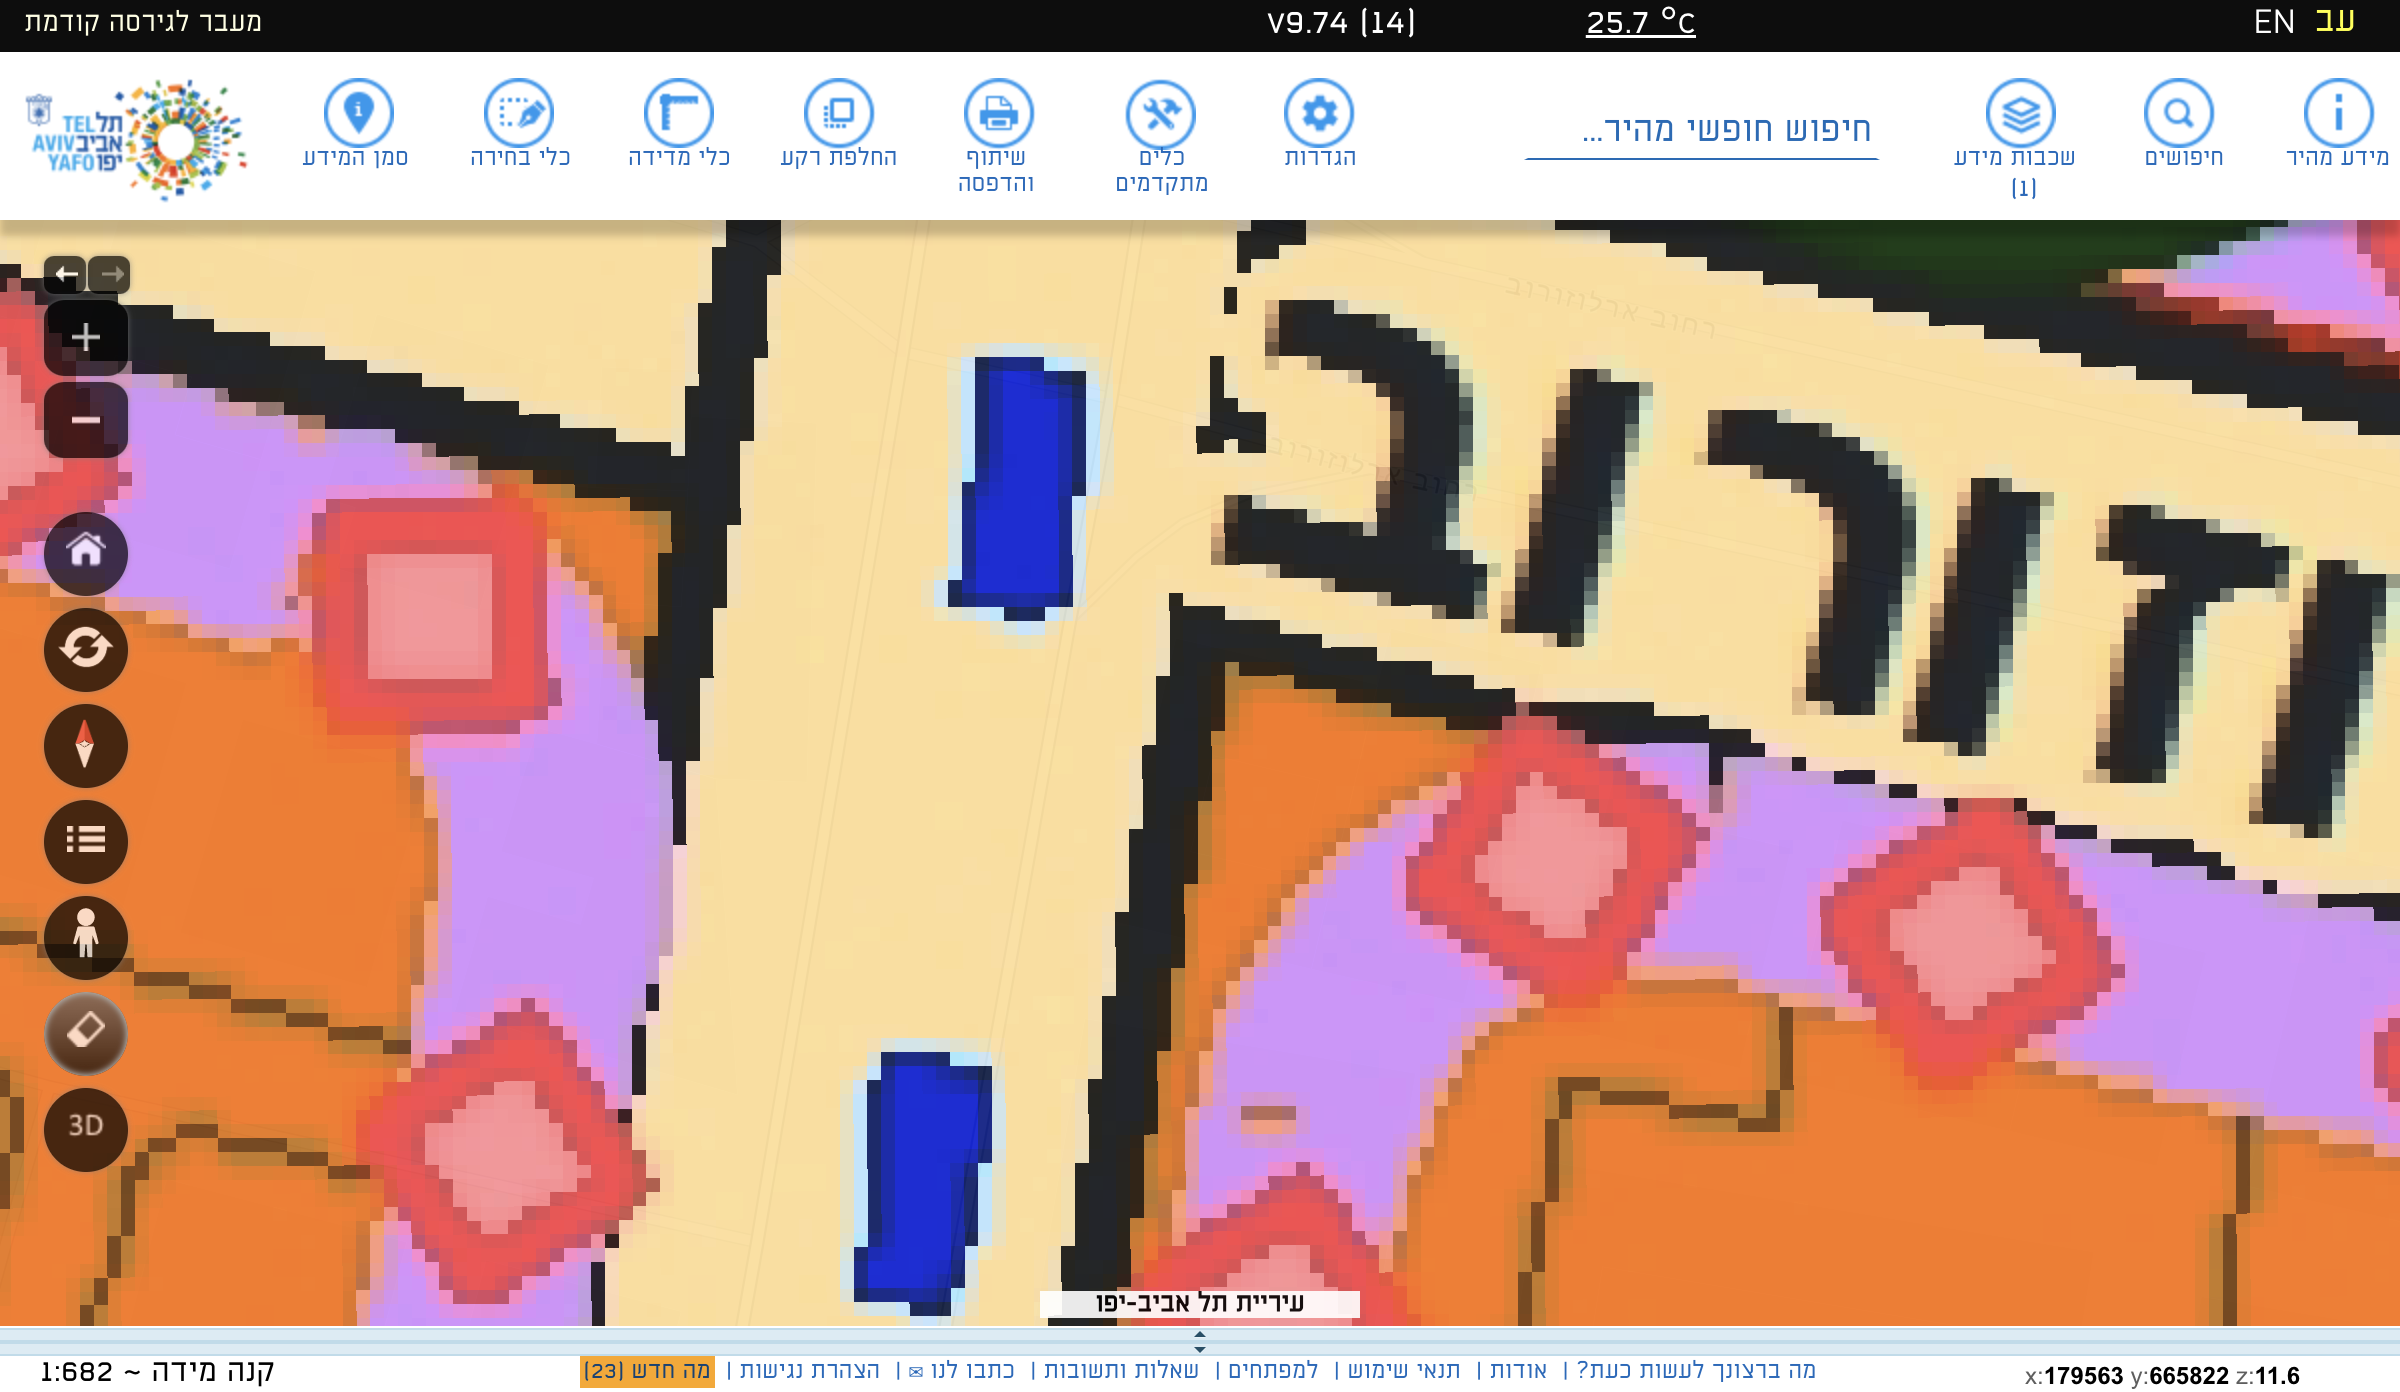 עב EN
25.7 °C
V9.74 (14)
מעבר לגירסה קודמת
מידע מהיר
חיפושים
שכבות מידע
(1)
חיפוש חופשי מהיר...
הגדרות
כלים
מתקדמים
שיתוף
והדפסה
החלפת רקע
כלי מדידה
כלי בחירה
סמן המידע
תל אביב יפו
TEL AVIV YAFO
רחוב ארלוזורוב
רחוב ארלוזורוב
וזורוב
3D
עיריית תל אביב-יפו
מה ברצונך לעשות כעת? | אודות | תנאי שימוש | למפתחים | שאלות ותשובות | כתבו לנו ✉ | הצהרת נגישות | מה חדש (23)
קנה מידה ~ 1:682
x:179563 y:665822 z:11.6